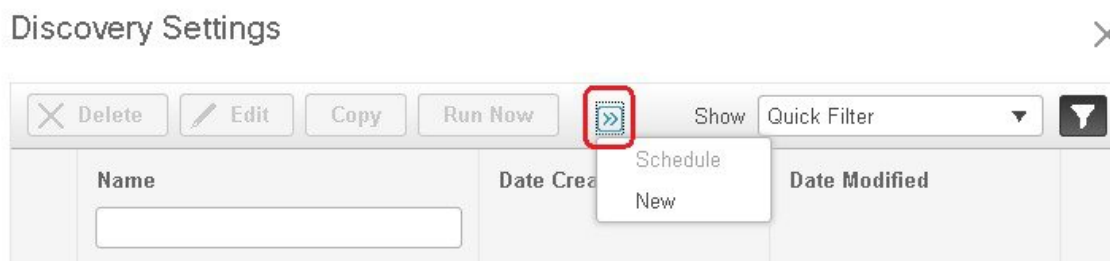 Discovery Settings
Delete Edit Copy Run Now Show Quick Filter
Schedule
New
Name Date Crea Date Modified